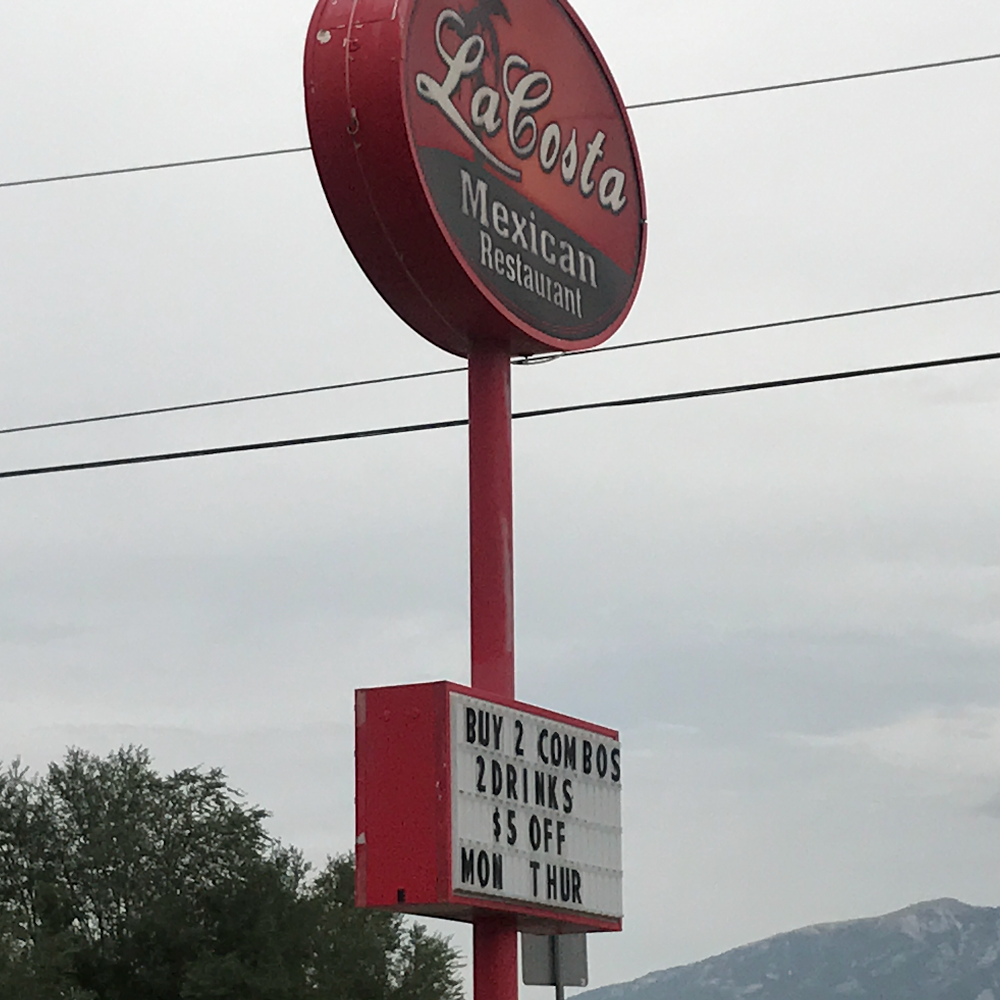 LaCosta
Mexican
Restaurant
BUY 2 COMBOS
2DRINKS
$5 OFF
MON THUR